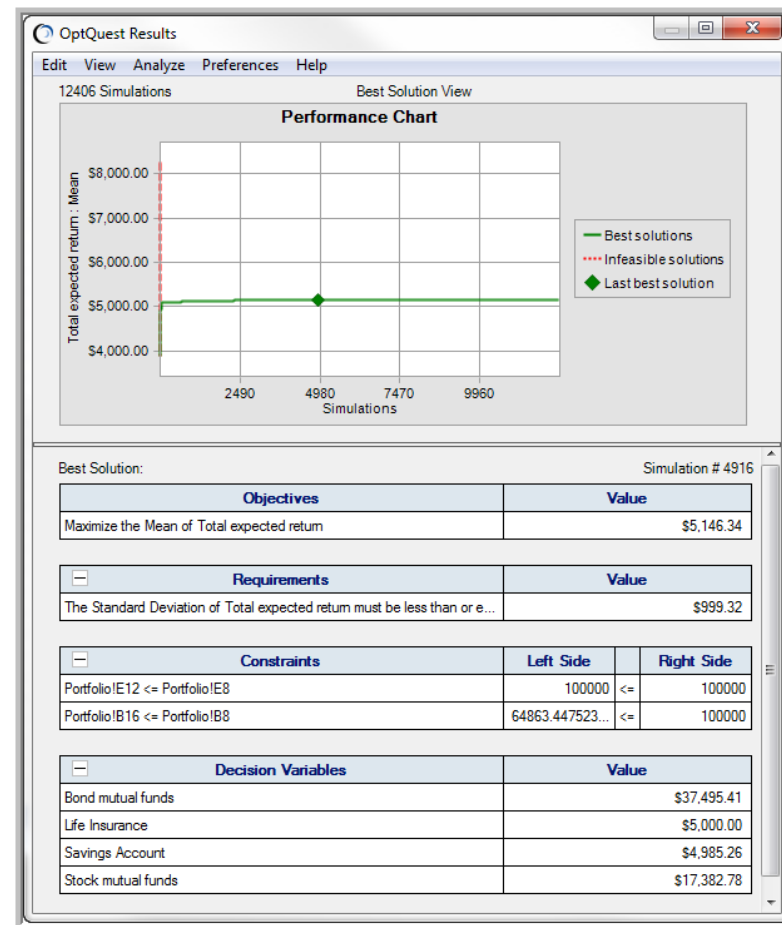 OptQuest Results
Edit View Analyze Preferences Help
12406 Simulations Best Solution View
Performance Chart
Total expected return : Mean
$8,000.00
$7,000.00
$6,000.00
$5,000.00
$4,000.00
2490 4980 7470 9960
Simulations
Best solutions
Infeasible solutions
Last best solution
Best Solution: Simulation # 4916
Objectives Value
Maximize the Mean of Total expected return $5,146.34
Requirements Value
The Standard Deviation of Total expected return must be less than or e... $999.32
Constraints Left Side Right Side
Portfolio!E12 <= Portfolio!E8 100000 <= 100000
Portfolio!B16 <= Portfolio!B8 64863.447523... <= 100000
Decision Variables Value
Bond mutual funds $37,495.41
Life Insurance $5,000.00
Savings Account $4,985.26
Stock mutual funds $17,382.78